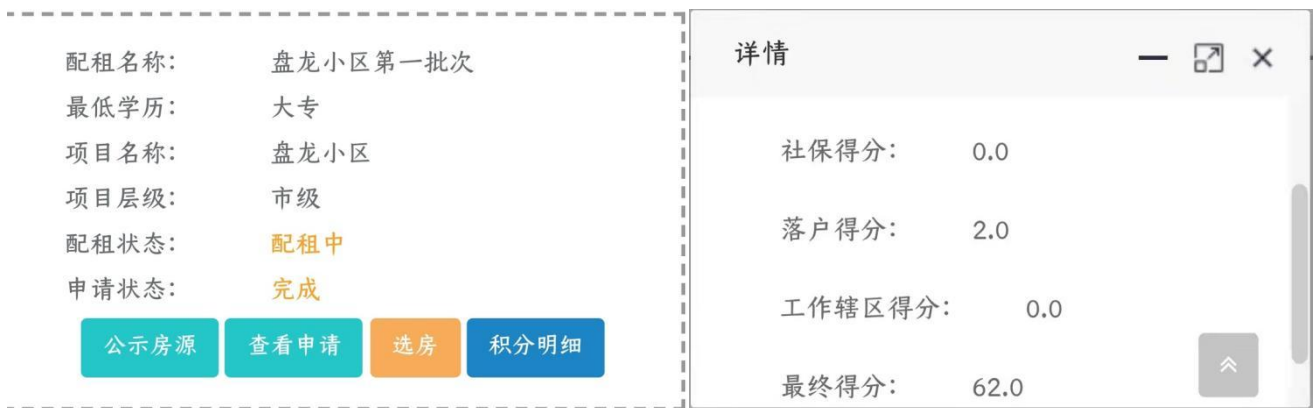 配租名称： 盘龙小区第一批次
最低学历： 大专
项目名称： 盘龙小区
项目层级： 市级
配租状态： 配租中
申请状态： 完成
公示房源 查看申请 选房 积分明细
详情
社保得分： 0.0
落户得分： 2.0
工作辖区得分： 0.0
最终得分： 62.0